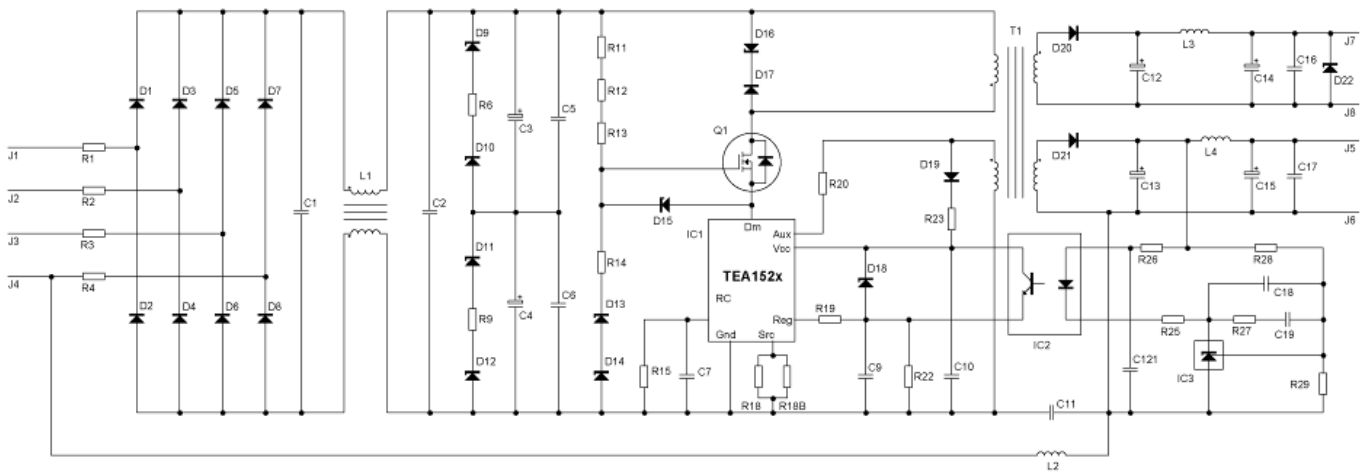 T1
D20
L3
J7
C12
C14
C16
D22
J8
D9
R11
D16
D1
D3
D5
D7
R6
R12
D17
C3
C5
R13
Q1
J1
R1
D10
D21
L4
J5
L1
D19
C13
C15
C17
J2
R2
R20
C1
C2
D15
R23
J6
J3
R3
IC1
Drn
Aux
Vcc
D11
R14
TEA152x
D18
R26
R28
J4
R4
RC
C18
D2
D4
D6
D8
C4
C6
D13
Reg
R19
R25
R27
C19
R9
Gnd
Src
IC2
D12
D14
R15
C7
C9
R22
C10
C121
IC3
R29
R18
R18B
C11
L2